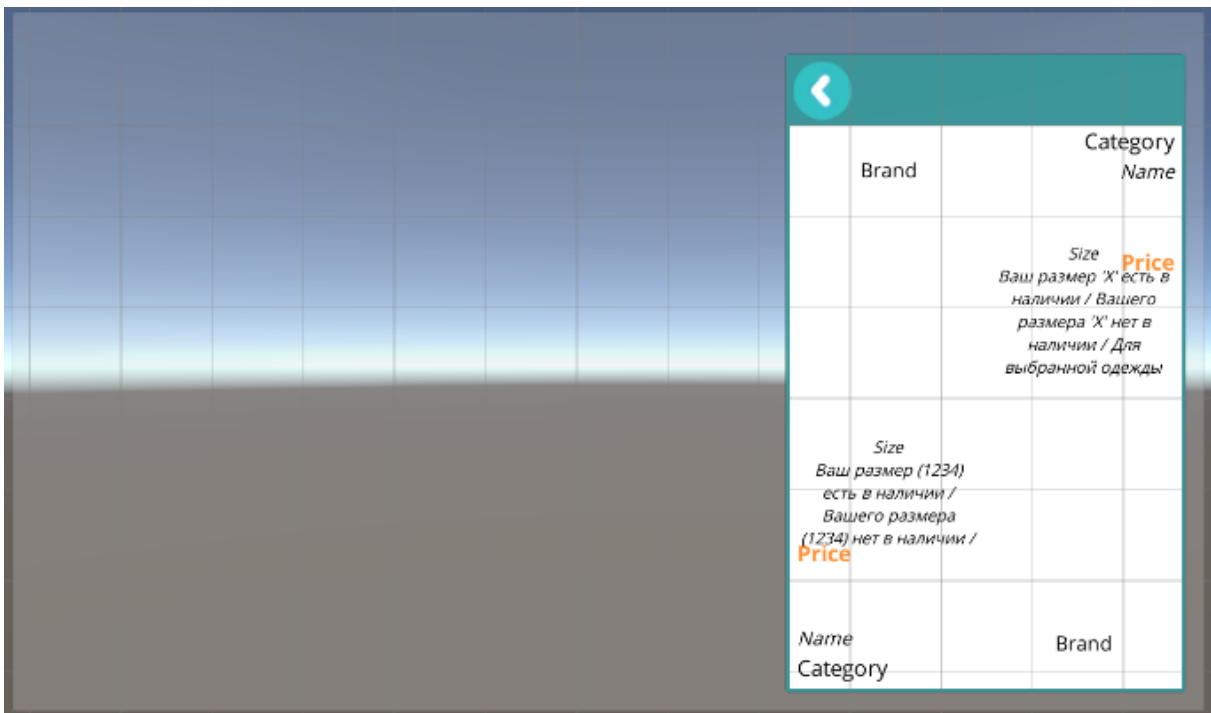 Category
Brand
Name
Size
Price
Ваш размер 'X' есть в
наличии / Вашего
размера 'X' нет в
наличии / Для
выбранной одежды
Size
Ваш размер (1234)
есть в наличии /
Вашего размера
(1234) нет в наличии /
Price
Name
Brand
Category